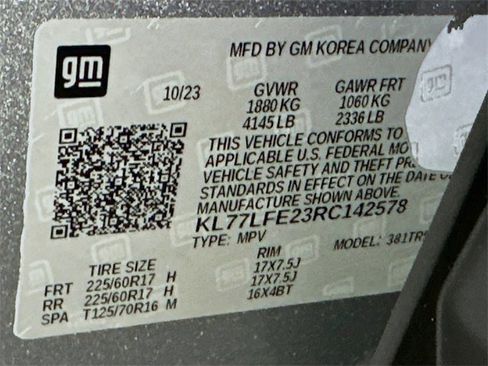 gm
MFD BY GM KOREA COMPANY
10/23 GVWR GAWR FRT
1880 KG 1060 KG
4145 LB 2336 LB
THIS VEHICLE CONFORMS TO
APPLICABLE U.S. FEDERAL
VEHICLE SAFETY AND THEFT
STANDARDS IN EFFECT ON THE DATE
MANUFACTURE SHOWN ABOVE.
KL77LFE23RC142578
TYPE: MPV MODEL:
TIRE SIZE RIM
FRT 225/60R17 H 17X7.5J
RR 225/60R17 H 17X7.5J
SPA T125/70R16 M 16X4BT